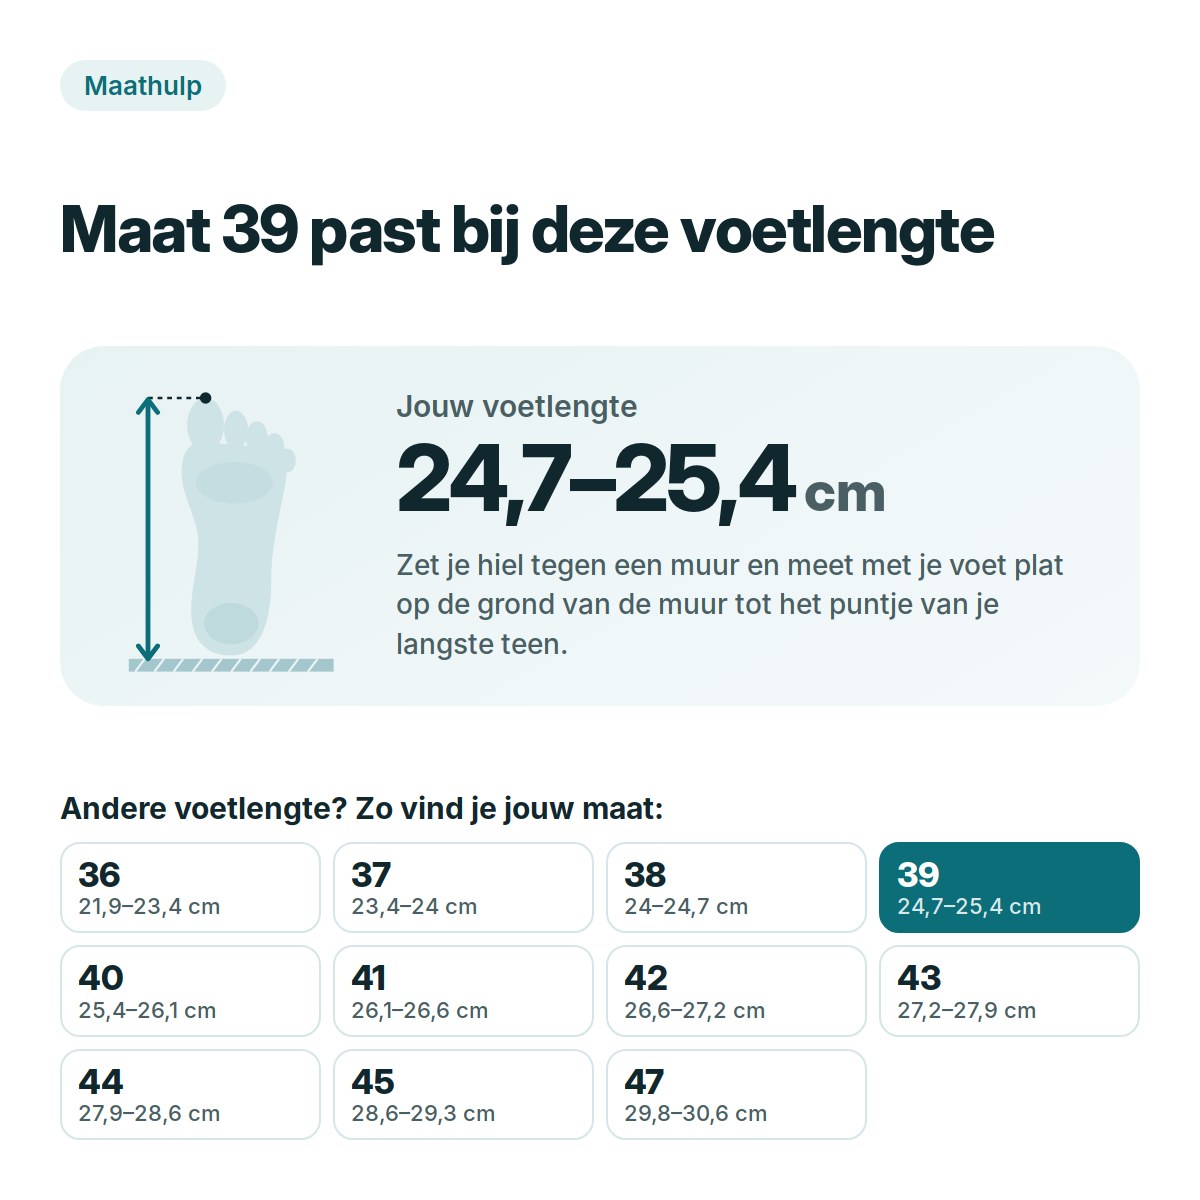 Maathulp
Maat 39 past bij deze voetlengte
Jouw voetlengte
24,7–25,4 cm
Zet je hiel tegen een muur en meet met je voet plat
op de grond van de muur tot het puntje van je
langste teen.
Andere voetlengte? Zo vind je jouw maat:
36
21,9–23,4 cm
37
23,4–24 cm
38
24–24,7 cm
39
24,7–25,4 cm
40
25,4–26,1 cm
41
26,1–26,6 cm
42
26,6–27,2 cm
43
27,2–27,9 cm
44
27,9–28,6 cm
45
28,6–29,3 cm
47
29,8–30,6 cm